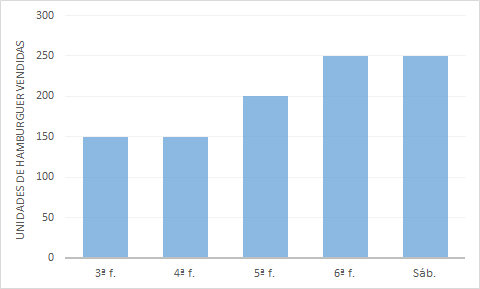 UNIDADES DE HAMBURGUER VENDIDAS
300
250
200
150
100
50
0
3ª f.
4ª f.
5ª f.
6ª f.
Sáb.